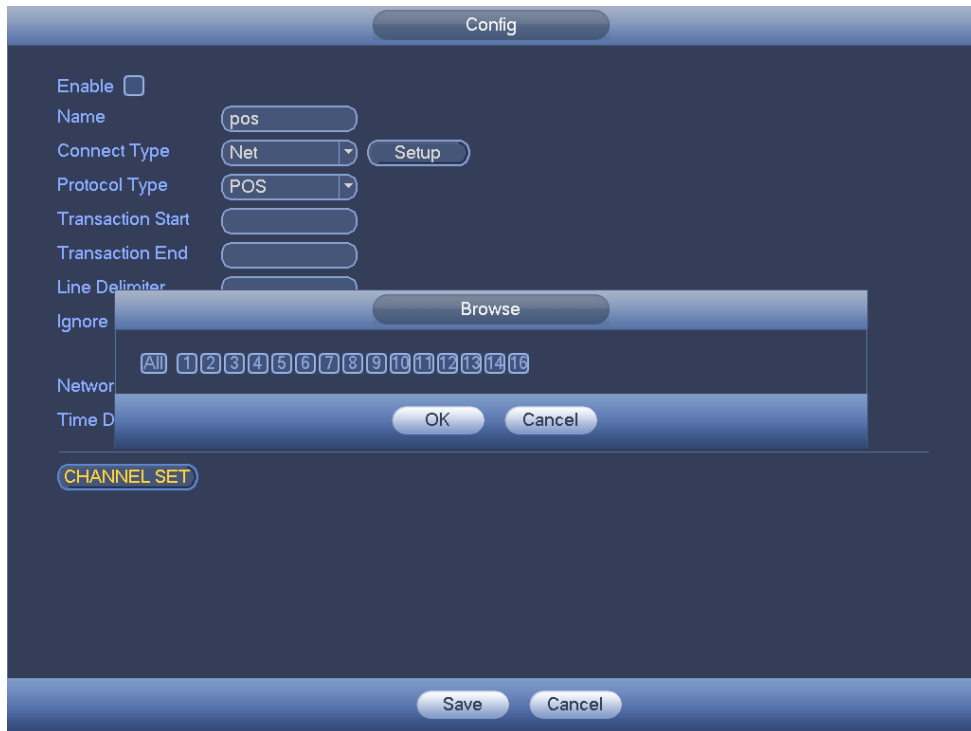 Config
Enable
Name pos
Connect Type Net Setup
Protocol Type POS
Transaction Start
Transaction End
Line Delimiter
Ignore
Browse
All 1 2 3 4 5 6 7 8 9 10 11 12 13 14 16
Networ
Time D
OK Cancel
CHANNEL SET
Save Cancel